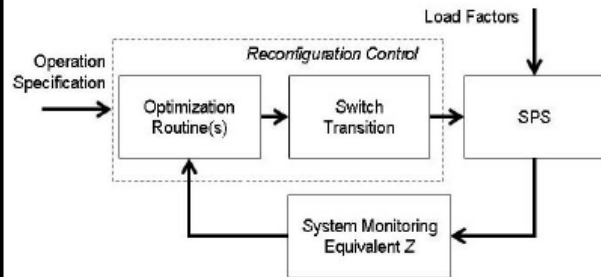 Load Factors
Reconfiguration Control
Operation
Specification
Optimization
Routine(s)
Switch
Transition
SPS
System Monitoring
Equivalent Z